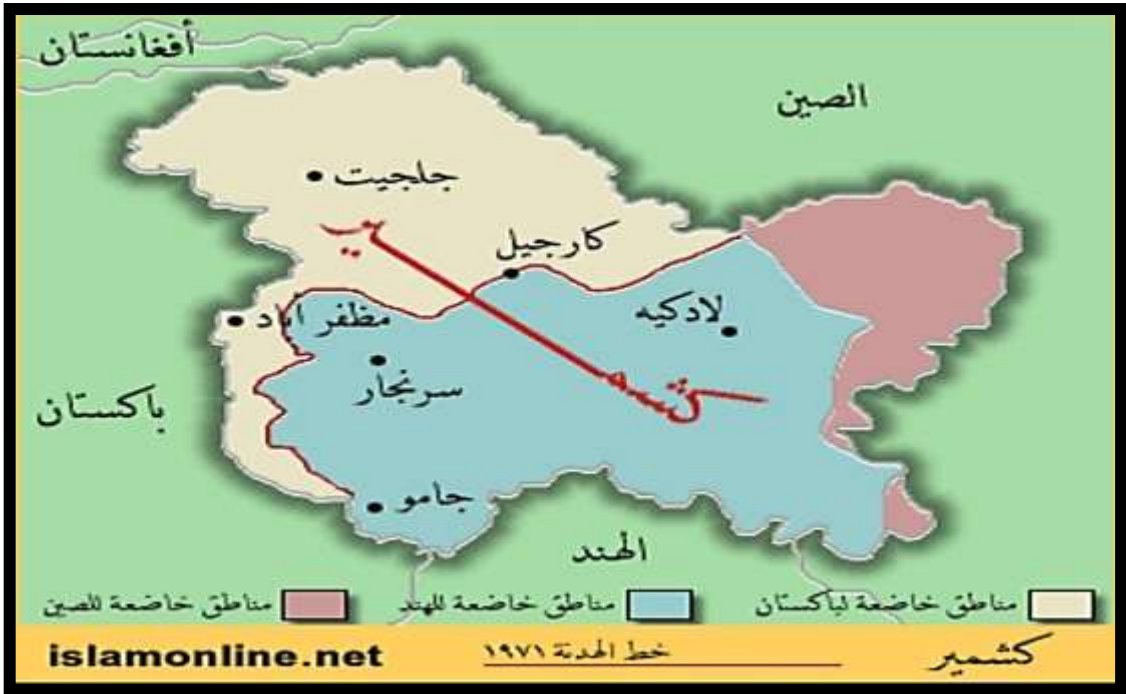 أفغانستان
الصين
جلجيت
كارجيل
لادكيه
مظفر آباد
سرنجار
باكستان
كشمير
جامو
الهند
مناطق خاضعة لباكستان
مناطق خاضعة للهند
مناطق خاضعة للصين
كشمير
خط الهدنة ١٩٧١
islamonline.net